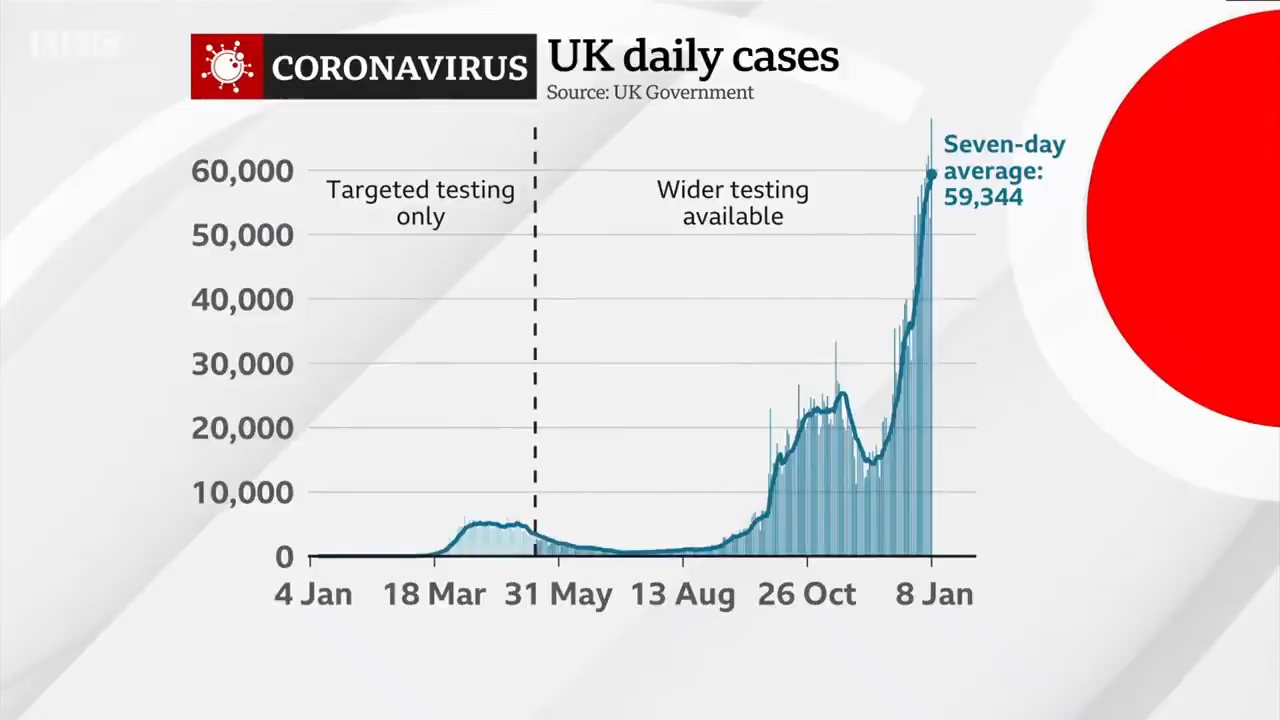 BBC
CORONAVIRUS
UK daily cases
Source: UK Government
Seven-day
average:
59,344
Targeted testing
only
Wider testing
available
60,000
50,000
40,000
30,000
20,000
10,000
0
4 Jan
18 Mar
31 May
13 Aug
26 Oct
8 Jan